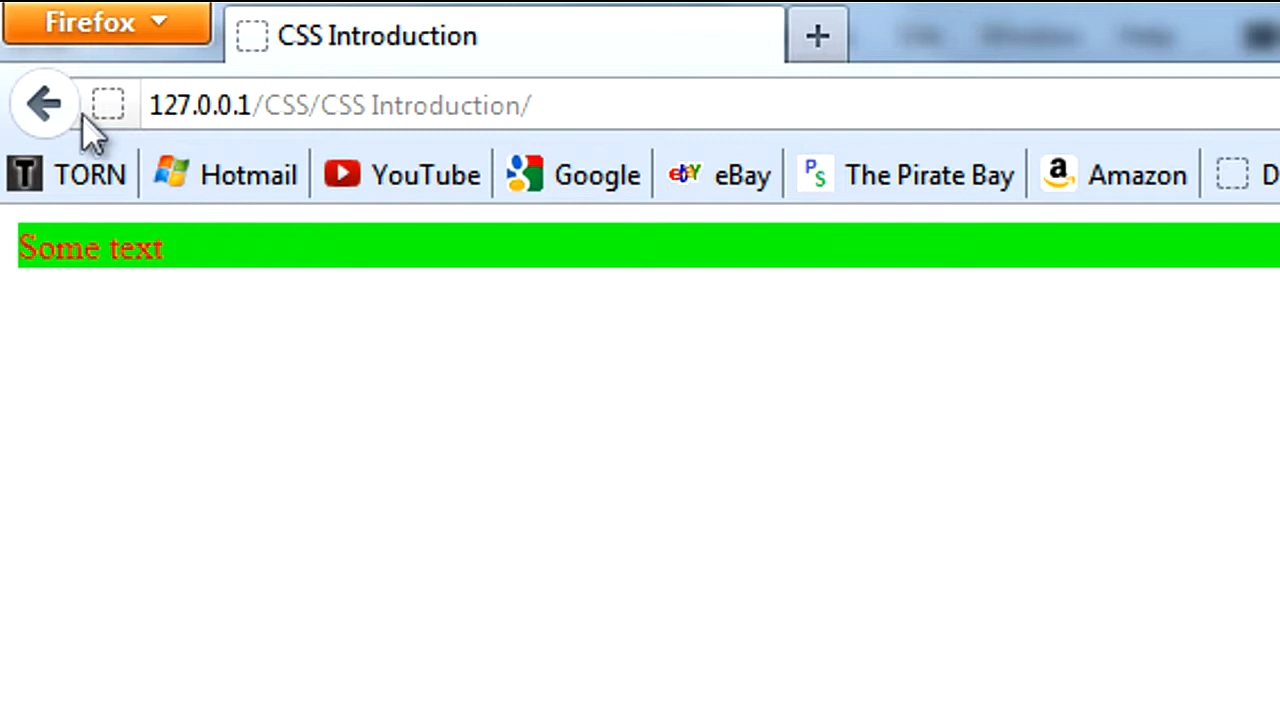 Firefox
CSS Introduction
127.0.0.1/CSS/CSS Introduction/
TORN Hotmail YouTube Google eBay The Pirate Bay Amazon D
Some text